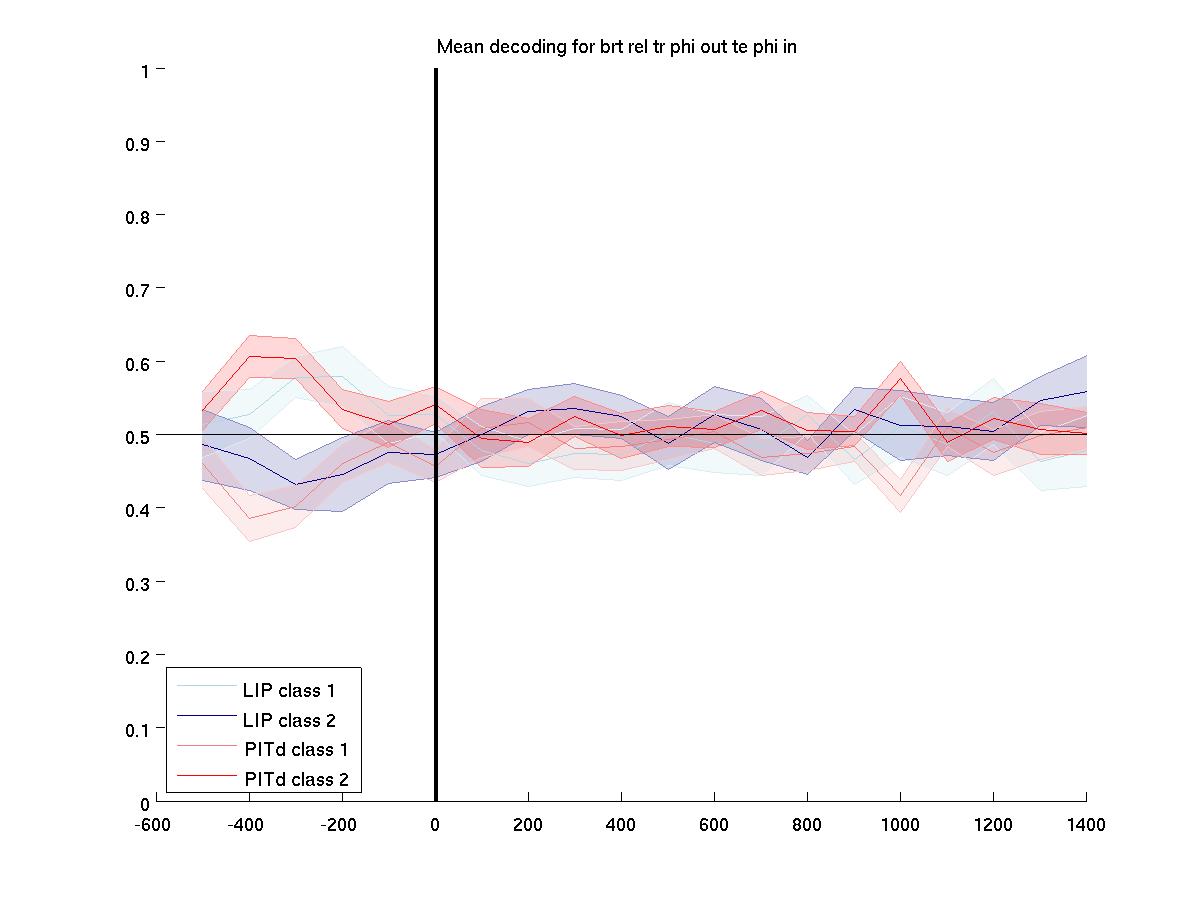 Mean decoding for brt rel tr phi out te phi in
1
0.9
0.8
0.7
0.6
0.5
0.4
0.3
0.2
0.1
0
LIP class 1
LIP class 2
PITd class 1
PITd class 2
-600 -400 -200 0 200 400 600 800 1000 1200 1400